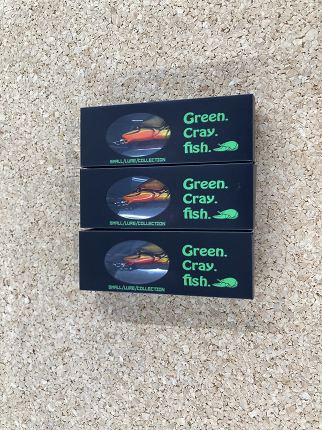 Green.
Cray.
fish.
SMALL/LURE/COLLECTION
Green.
Cray.
fish.
SMALL/LURE/COLLECTION
Green.
Cray.
fish.
SMALL/LURE/COLLECTION